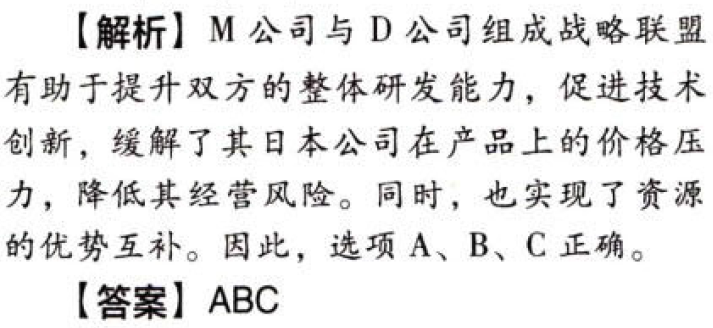 【解析】M 公司与 D 公司组成战略联盟
有助于提升双方的整体研发能力，促进技术
创新，缓解了其日本公司在产品上的价格压
力，降低其经营风险。同时，也实现了资源
的优势互补。因此，选项 A、B、C 正确。
【答案】ABC